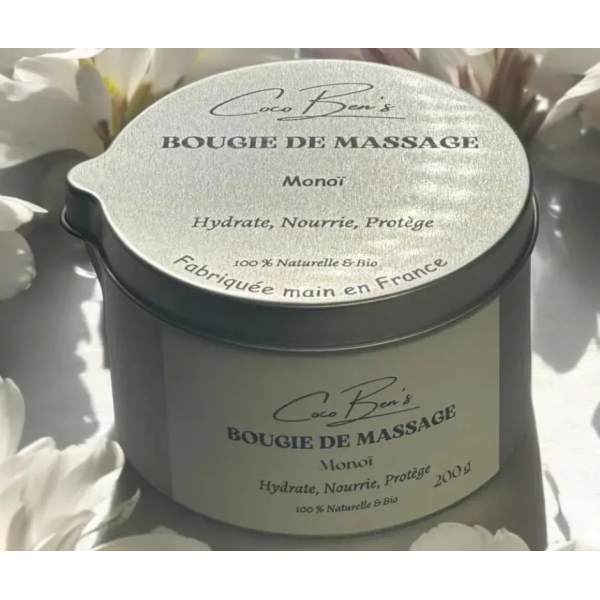 Coco Ben's
BOUGIE DE MASSAGE
Monoï
Hydrate, Nourrie, Protège
100 % Naturelle & Bio
Fabriquée main en France
Coco Ben's
BOUGIE DE MASSAGE
Monoï
Hydrate, Nourrie, Protège
200 g
100 % Naturelle & Bio